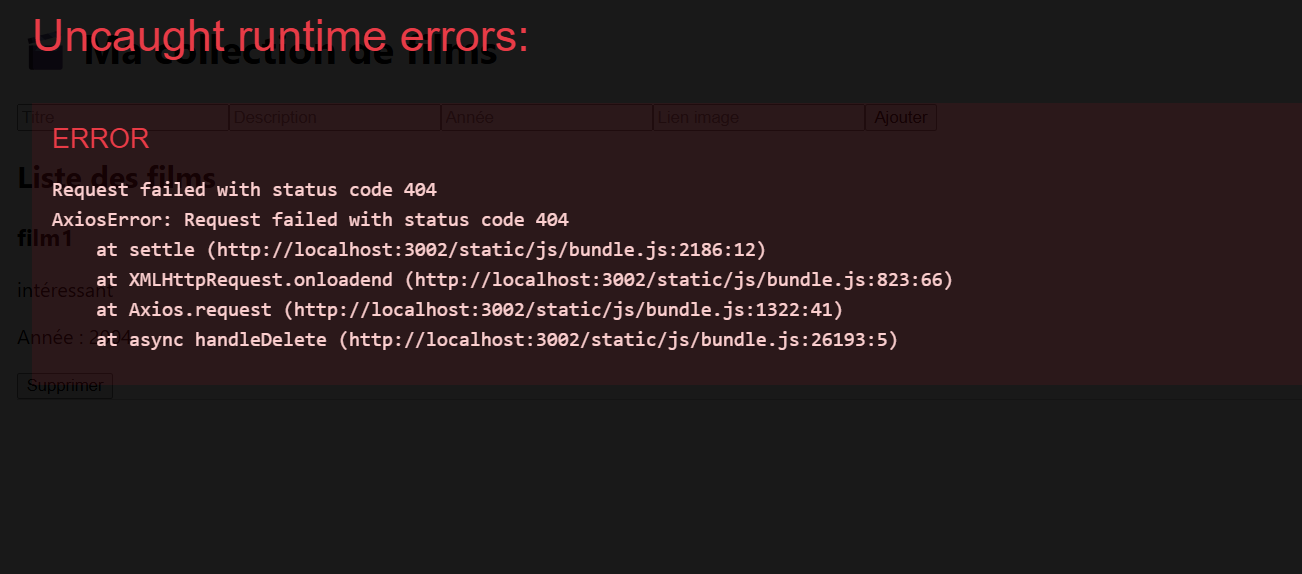 Uncaught runtime errors:
Ma collection de films
Titre Description Année Lien image Ajouter
ERROR
Liste des films
Request failed with status code 404
AxiosError: Request failed with status code 404
film1
at settle (http://localhost:3002/static/js/bundle.js:2186:12)
at XMLHttpRequest.onloadend (http://localhost:3002/static/js/bundle.js:823:66)
intéressant
at Axios.request (http://localhost:3002/static/js/bundle.js:1322:41)
Année :
at async handleDelete (http://localhost:3002/static/js/bundle.js:26193:5)
Supprimer